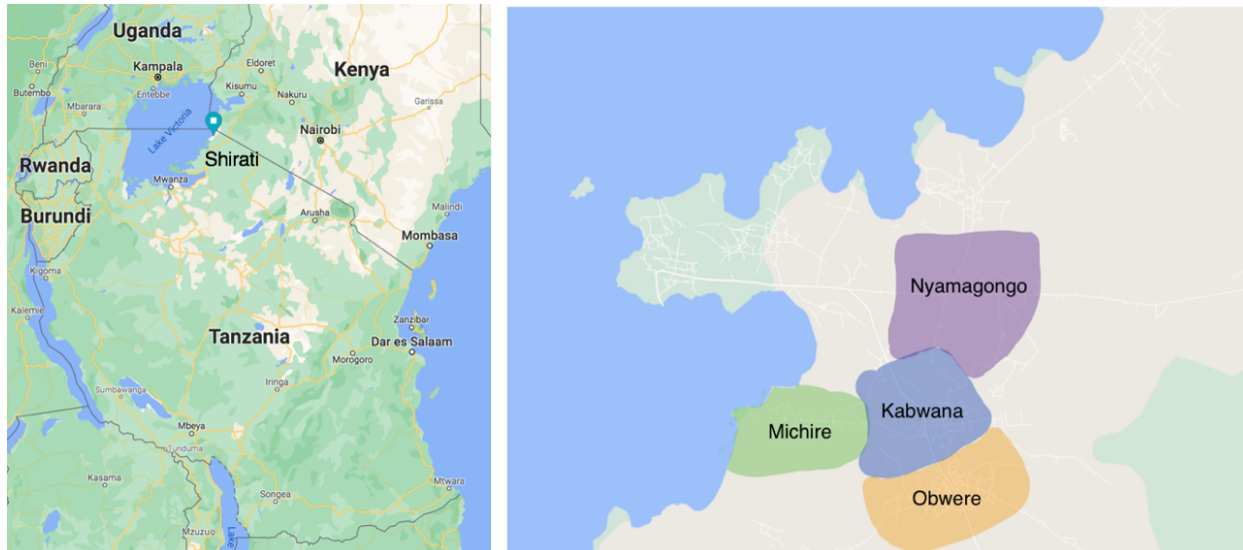 Uganda
Beni
Kampala
Eldoret
Kenya
Butembo
Entebbe
Kisumu
Mbarara
Nakuru
Garissa
Lake Victoria
Nairobi
Shirati
Rwanda
Mwanza
Burundi
Arusha
Malindi
Mombasa
Kigoma
Kalemie
Tanzania
Zanzibar
Dar es Salaam
Morogoro
Iringa
Sumbawanga
Mbeya
Tunduma
Kasama
Songea
Mtwara
Mzuzuo
Lake
Nyamagongo
Kabwana
Michire
Obwere